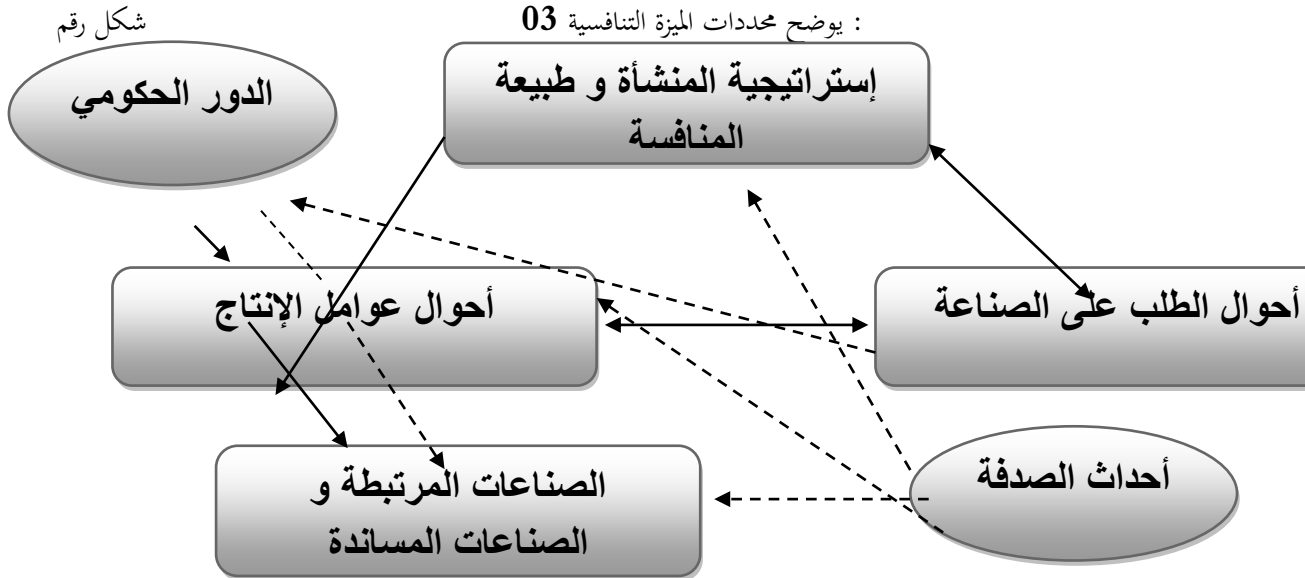 شكل رقم 03 يوضح محددات الميزة التنافسية :
الدور الحكومي
إستراتيجية المنشأة و طبيعة
المنافسة
أحوال عوامل الإنتاج
أحوال الطلب على الصناعة
الصناعات المرتبطة و
الصناعات المساندة
أحداث الصدفة